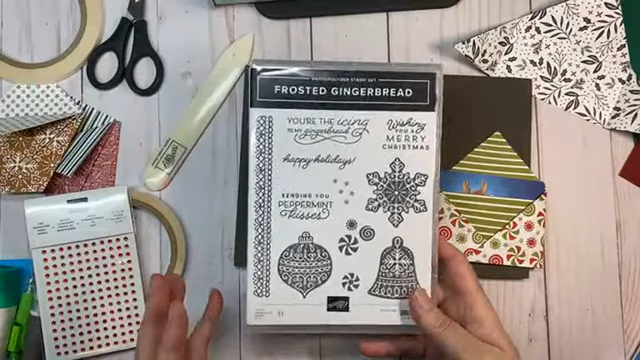 FROSTED GINGERBREAD
YOU'RE THE icing
TO MY gingerbread
Wishing
YOU A
MERRY
CHRISTMAS
happy holidays!
SENDING YOU
PEPPERMINT
kisses
11